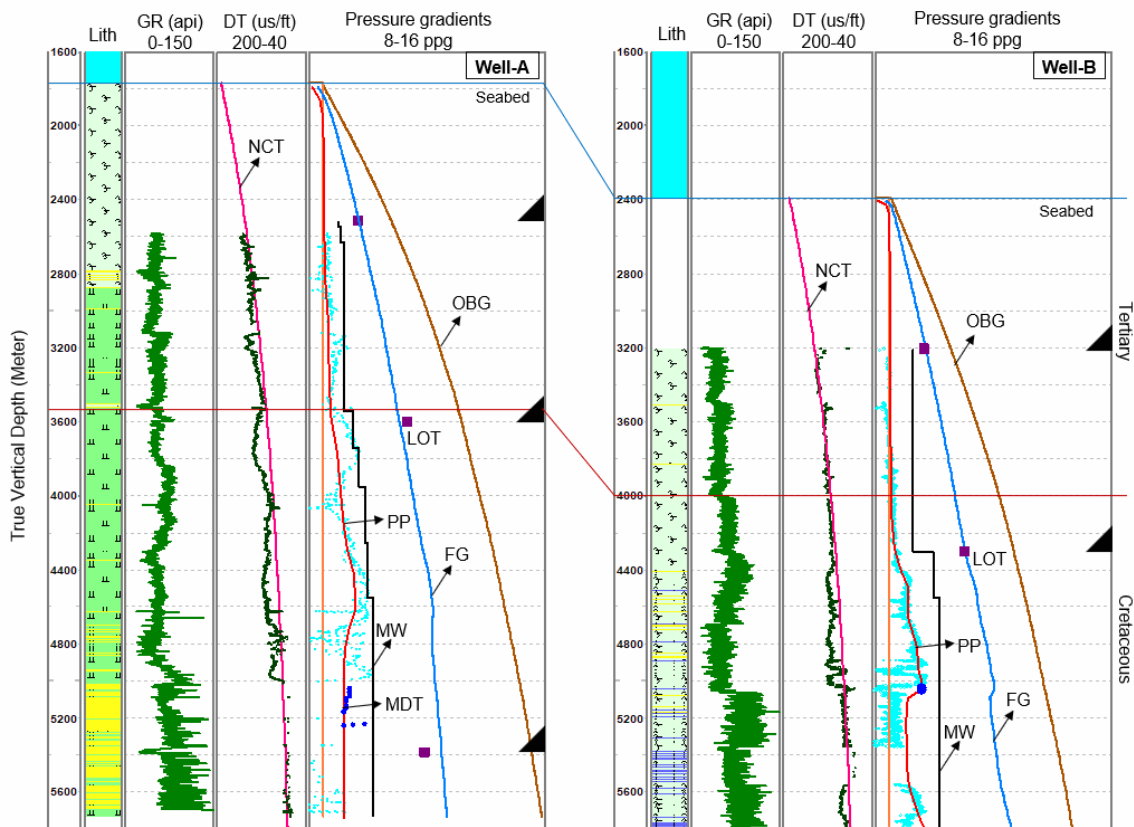 GR (api)
0-150
DT (us/ft)
200-40
Pressure gradients
8-16 ppg
Lith
GR (api)
0-150
DT (us/ft)
200-40
Pressure gradients
8-16 ppg
Lith
1600
2000
2400
2800
3200
3600
4000
4400
4800
5200
5600
True Vertical Depth (Meter)
Well-A
Seabed
NCT
OBG
LOT
PP
FG
MW
MDT
1600
2000
2400
2800
3200
3600
4000
4400
4800
5200
5600
Well-B
Seabed
NCT
OBG
LOT
PP
FG
MW
Tertiary
Cretaceous